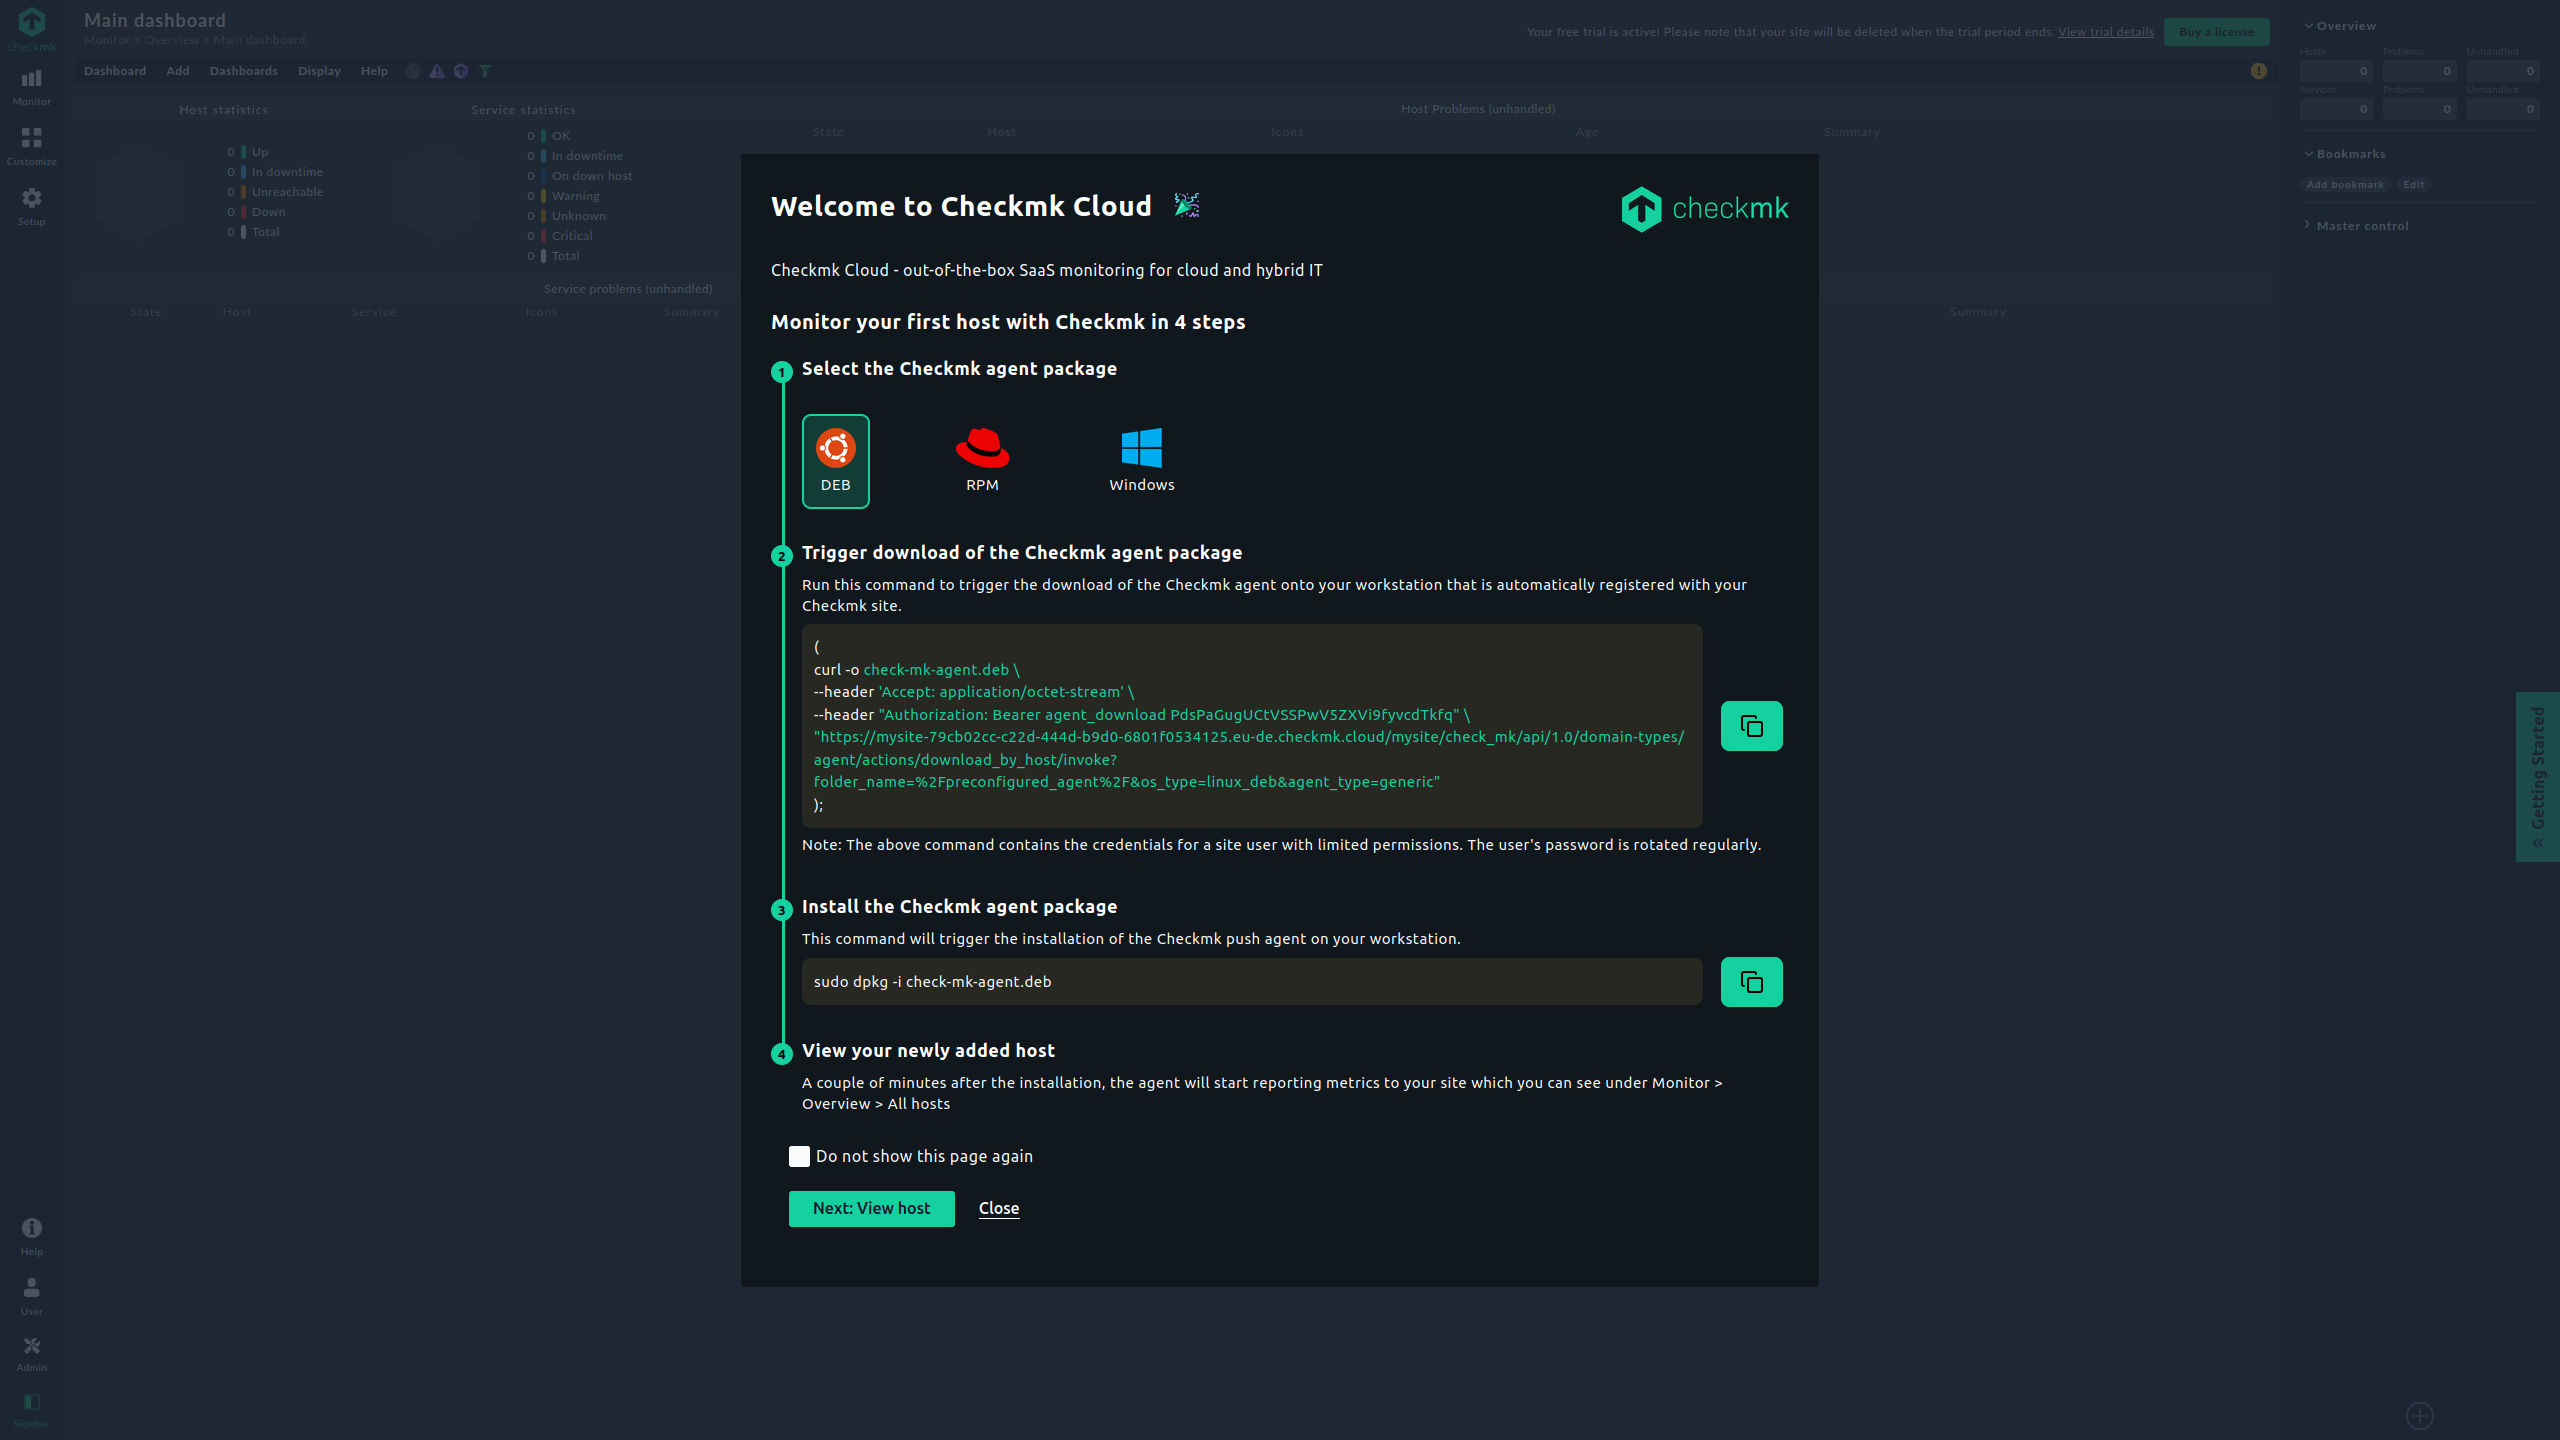 checkmk
Monitor
Customize
Setup
Help
User
Admin
Sidebar
Main dashboard
Monitor > Overview > Main dashboard
Your free trial is active! Please note that your site will be deleted when the trial period ends. View trial details
Buy a license
Dashboard Add Dashboards Display Help
Host statistics
0 Up
0 In downtime
0 Unreachable
0 Down
0 Total
Service statistics
0 OK
0 In downtime
0 On down host
0 Warning
0 Unknown
0 Critical
0 Total
Host Problems (unhandled)
State Host Icons Age Summary
Service problems (unhandled)
State Host Service Icons Summary
Summary
Welcome to Checkmk Cloud
checkmk
Checkmk Cloud - out-of-the-box SaaS monitoring for cloud and hybrid IT
Monitor your first host with Checkmk in 4 steps
1 Select the Checkmk agent package
DEB RPM Windows
2 Trigger download of the Checkmk agent package
Run this command to trigger the download of the Checkmk agent onto your workstation that is automatically registered with your
Checkmk site.
(
curl -o check-mk-agent.deb \
--header 'Accept: application/octet-stream' \
--header "Authorization: Bearer agent_download PdsPaGugUCtVSSPwV5ZXVi9fyvcdTkfq" \
"https://mysite-79cb02cc-c22d-444d-b9d0-6801f0534125.eu-de.checkmk.cloud/mysite/check_mk/api/1.0/domain-types/
agent/actions/download_by_host/invoke?
folder_name=%2Fpreconfigured_agent%2F&os_type=linux_deb&agent_type=generic"
);
Note: The above command contains the credentials for a site user with limited permissions. The user's password is rotated regularly.
3 Install the Checkmk agent package
This command will trigger the installation of the Checkmk push agent on your workstation.
sudo dpkg -i check-mk-agent.deb
4 View your newly added host
A couple of minutes after the installation, the agent will start reporting metrics to your site which you can see under Monitor >
Overview > All hosts
Do not show this page again
Next: View host Close
Overview
Hosts Problems Unhandled
0 0 0
Services Problems Unhandled
0 0 0
Bookmarks
Add bookmark Edit
Master control
« Getting Started